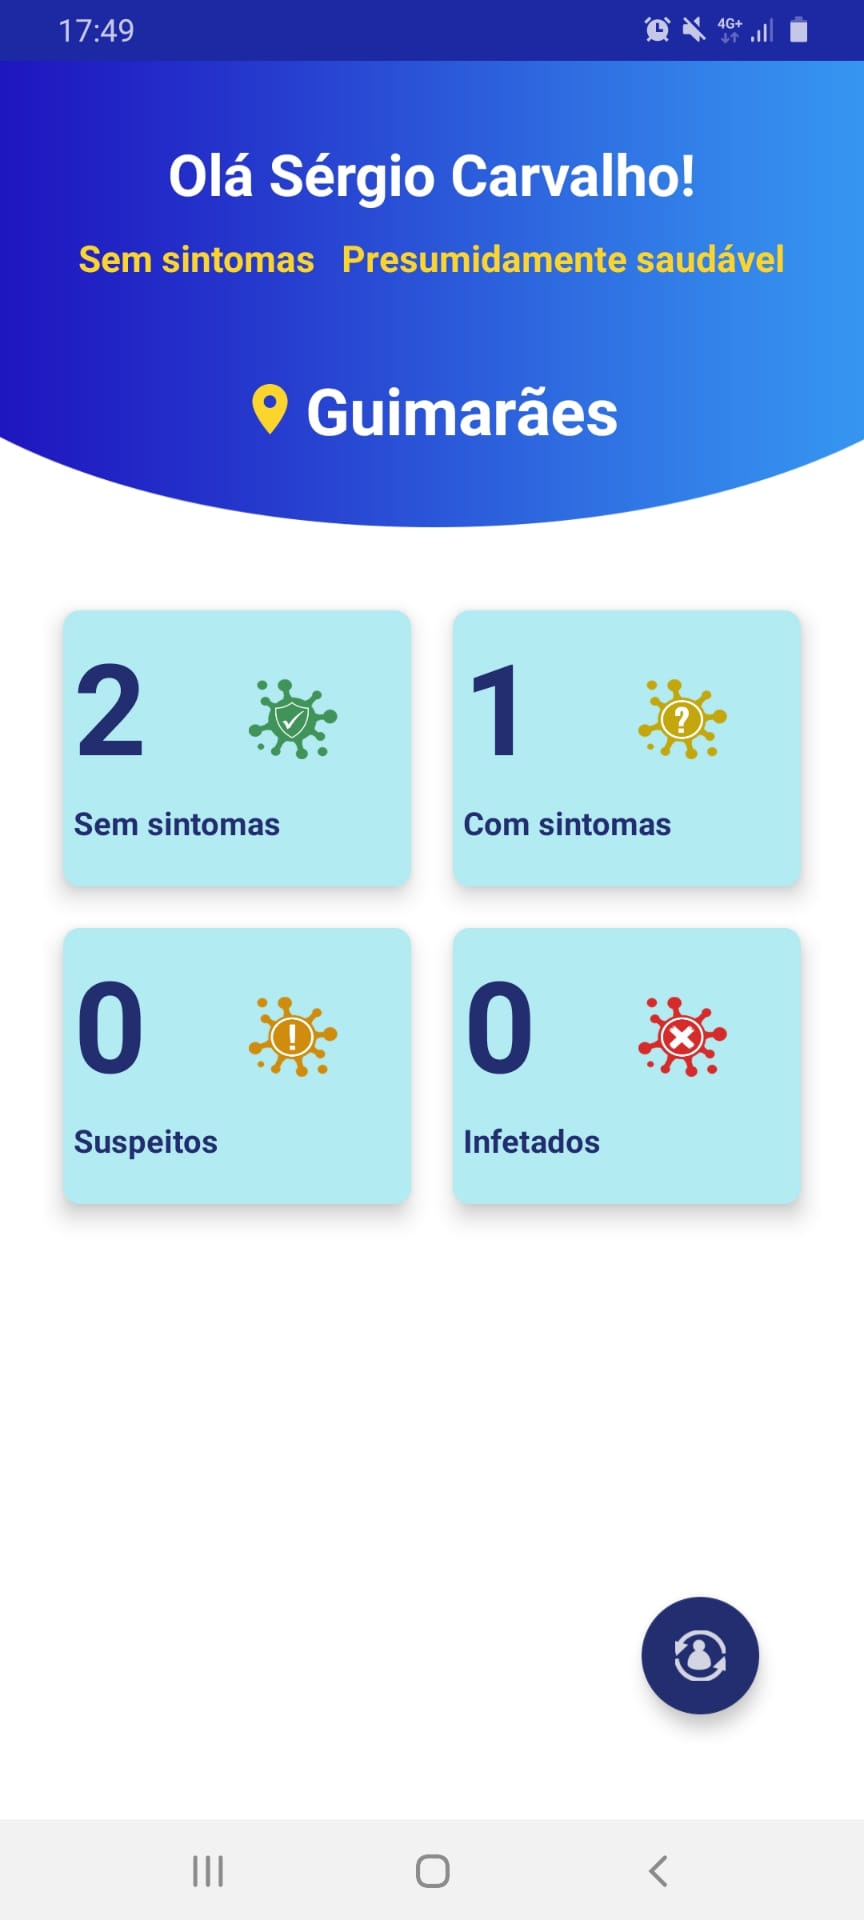 17:49
4G+
Olá Sérgio Carvalho!
Sem sintomas Presumidamente saudável
Guimarães
2
Sem sintomas
1
?
Com sintomas
0
!
Suspeitos
0
Infetados